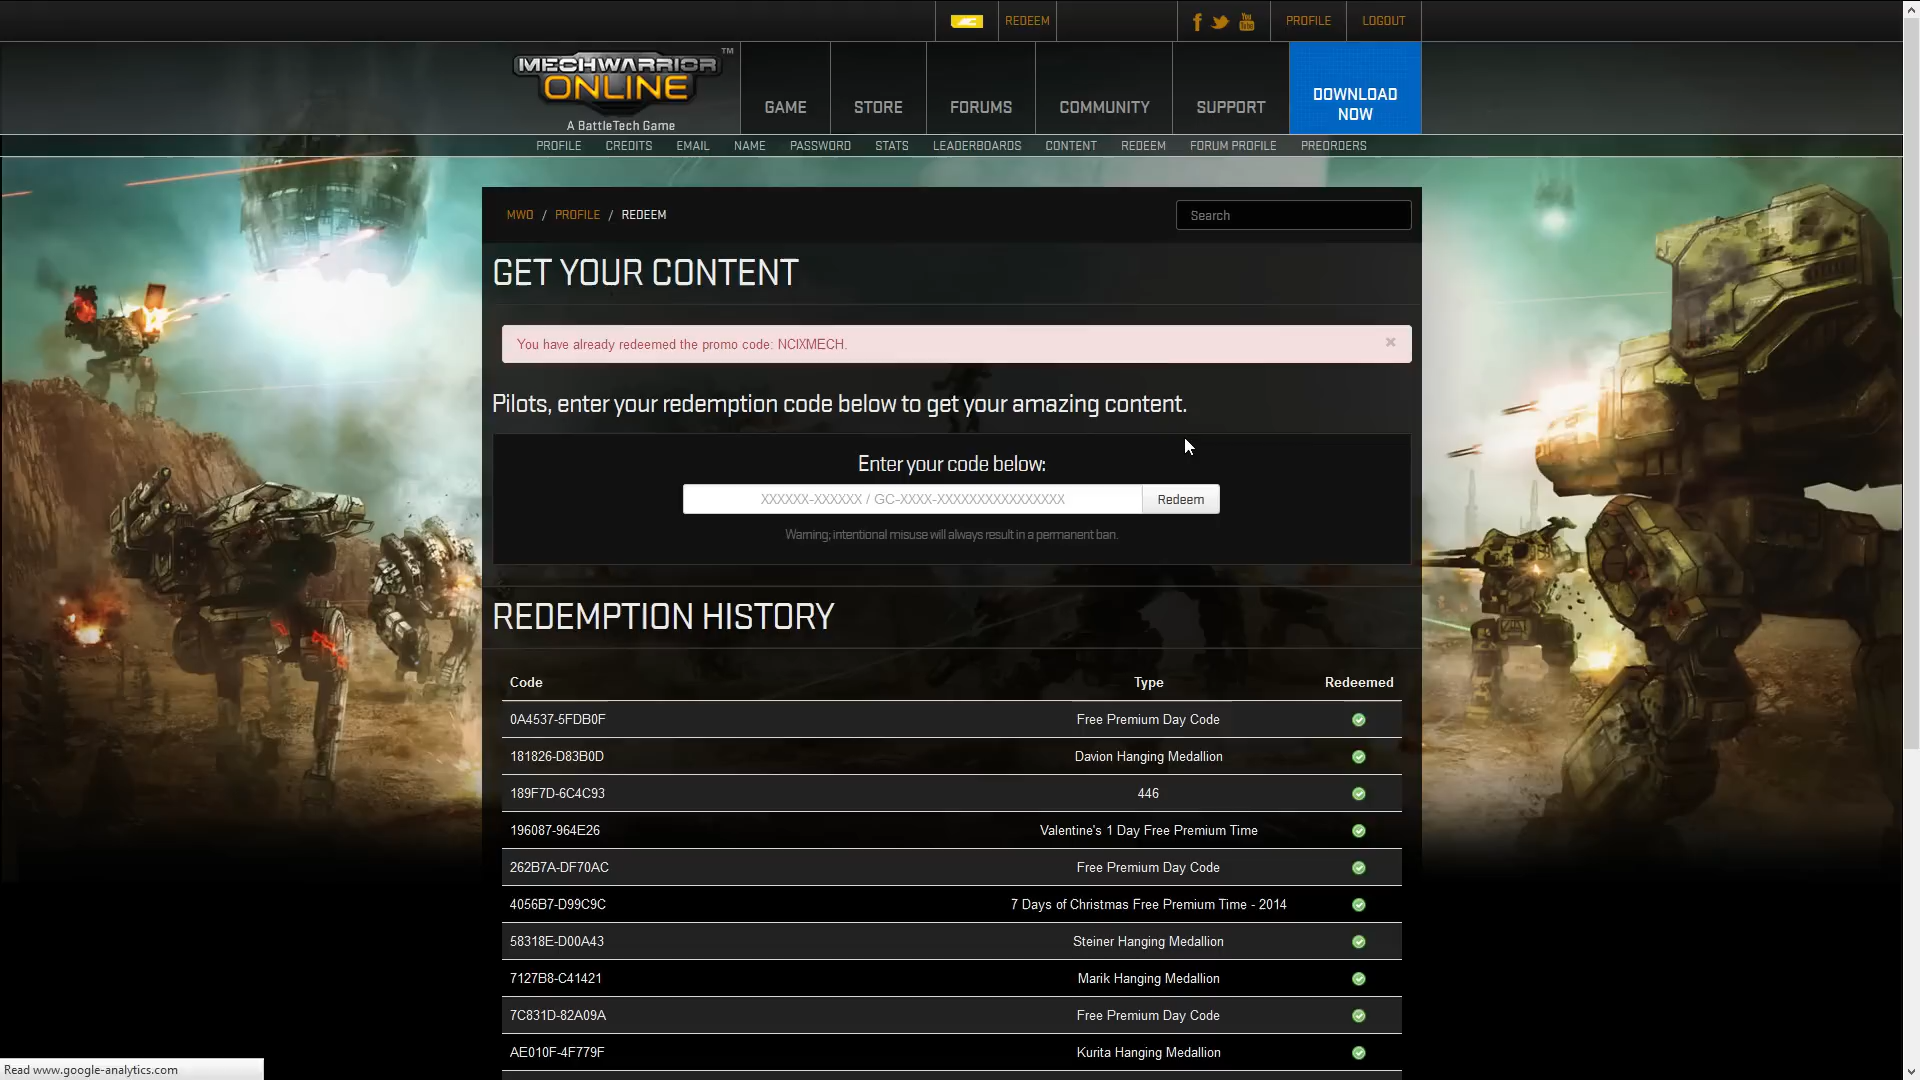 REDEEM
PROFILE
LOGOUT
MECHWARRIOR ™
ONLINE
A BattleTech Game
GAME
STORE
FORUMS
COMMUNITY
SUPPORT
DOWNLOAD
NOW
PROFILE CREDITS EMAIL NAME PASSWORD STATS LEADERBOARDS CONTENT REDEEM FORUM PROFILE PREORDERS
MWO / PROFILE / REDEEM
Search
GET YOUR CONTENT
You have already redeemed the promo code: NCIXMECH.
×
Pilots, enter your redemption code below to get your amazing content.
Enter your code below:
XXXXXX-XXXXXX / GC-XXXX-XXXXXXXXXXXXXXXX
Redeem
Warning; intentional misuse will always result in a permanent ban.
REDEMPTION HISTORY
Code Type Redeemed
0A4537-5FDB0F Free Premium Day Code
181826-D83B0D Davion Hanging Medallion
189F7D-6C4C93 446
196087-964E26 Valentine's 1 Day Free Premium Time
262B7A-DF70AC Free Premium Day Code
4056B7-D99C9C 7 Days of Christmas Free Premium Time - 2014
58318E-D00A43 Steiner Hanging Medallion
7127B8-C41421 Marik Hanging Medallion
7C831D-82A09A Free Premium Day Code
AE010F-4F779F Kurita Hanging Medallion
Read www.google-analytics.com